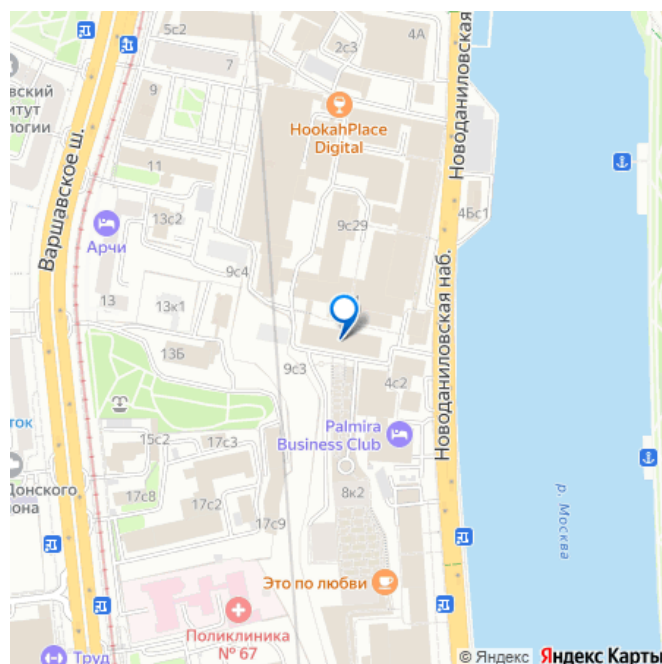 5с2
2с3
4А
7
9
вский
итут
логии
HookahPlace
Digital
Новоданиловская
11
4Бс1
13с2
Арчи
Варшавское ш.
9с29
9с4
13
13к1
Новоданиловская наб.
13Б
9с3
4с2
ток
15с2
17с3
Palmira
Business Club
Донского
она
17с8
17с2
8к2
17с9
р. Москва
Это по любви
Поликлиника
№ 67
Труд
© Яндекс Яндекс Карты